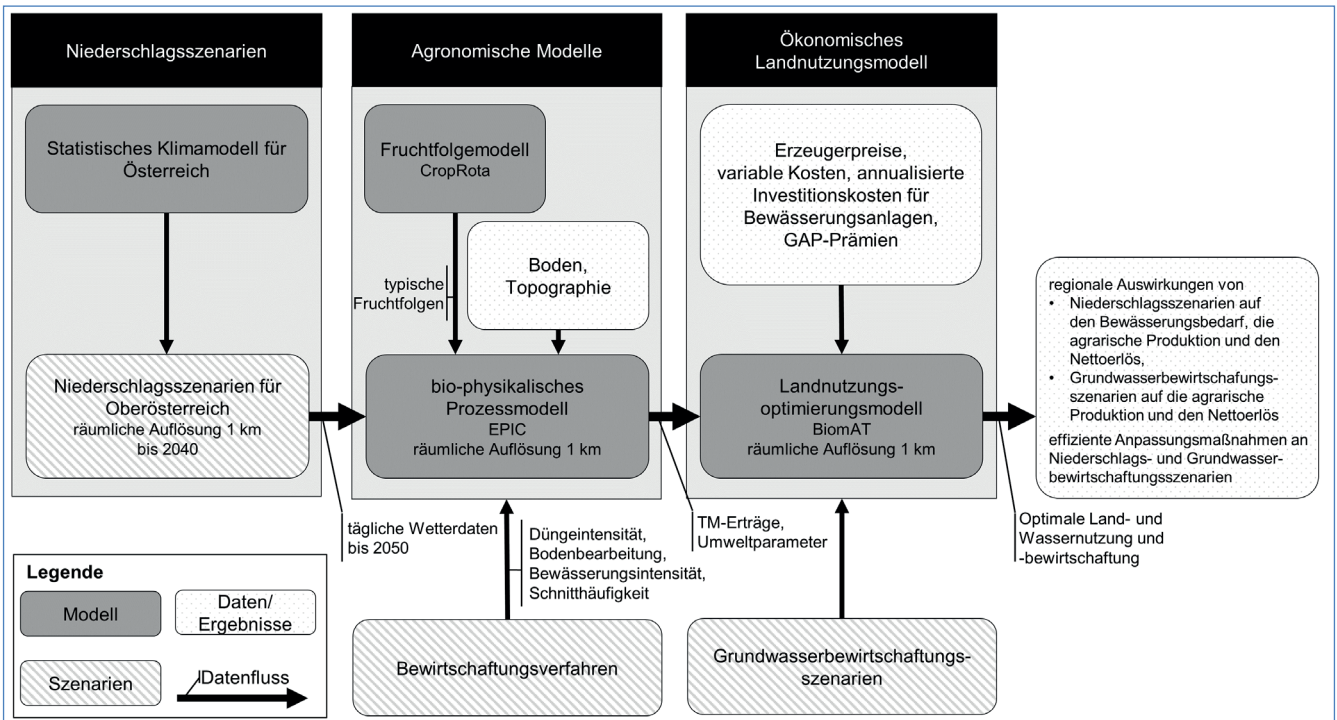 Niederschlagsszenarien
Statistisches Klimamodell für
Österreich
Niederschlagsszenarien für
Oberösterreich
räumliche Auflösung 1 km
bis 2040
tägliche Wetterdaten
bis 2050
Agronomische Modelle
Fruchtfolgemodell
CropRota
Boden,
Topographie
typische
Fruchtfolgen
bio-physikalisches
Prozessmodell
EPIC
räumliche Auflösung 1 km
Düngeintensität,
Bodenbearbeitung,
Bewässerungsintensität,
Schnitthäufigkeit
Bewirtschaftungsverfahren
TM-Erträge,
Umweltparameter
Ökonomisches
Landnutzungsmodell
Erzeugerpreise,
variable Kosten, annualisierte
Investitionskosten für
Bewässerungsanlagen,
GAP-Prämien
Landnutzungs-
optimierungsmodell
BiomAT
räumliche Auflösung 1 km
Grundwasserbewirtschaftungs-
szenarien
Optimale Land- und
Wassernutzung und
-bewirtschaftung
regionale Auswirkungen von
• Niederschlagsszenarien auf
den Bewässerungsbedarf, die
agrarische Produktion und den
Nettoerlös,
• Grundwasserbewirtschafungs-
szenarien auf die agrarische
Produktion und den Nettoerlös
effiziente Anpassungsmaßnahmen an
Niederschlags- und Grundwasser-
bewirtschaftungsszenarien
Legende
Modell
Daten/
Ergebnisse
Szenarien
Datenfluss